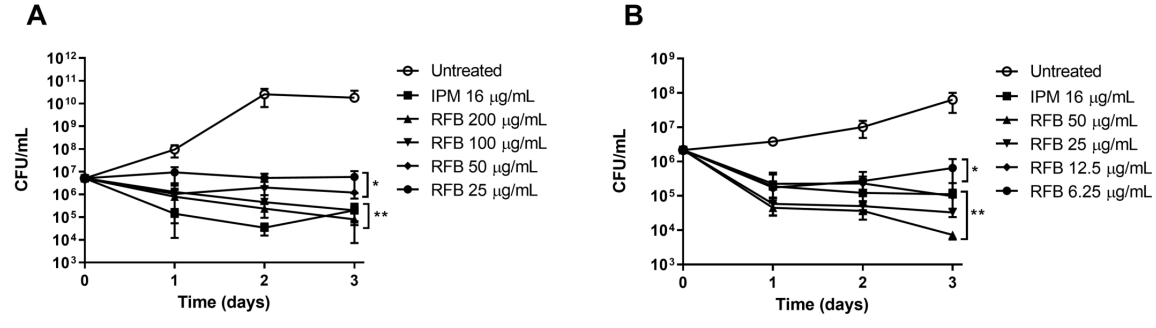 A
CFU/mL
10¹²
10¹¹
10¹⁰
10⁹
10⁸
10⁷
10⁶
10⁵
10⁴
10³
0
1
2
3
Time (days)
*
**
Untreated
IPM 16 µg/mL
RFB 200 µg/mL
RFB 100 µg/mL
RFB 50 µg/mL
RFB 25 µg/mL
B
CFU/mL
10⁹
10⁸
10⁷
10⁶
10⁵
10⁴
10³
0
1
2
3
Time (days)
*
**
Untreated
IPM 16 µg/mL
RFB 50 µg/mL
RFB 25 µg/mL
RFB 12.5 µg/mL
RFB 6.25 µg/mL